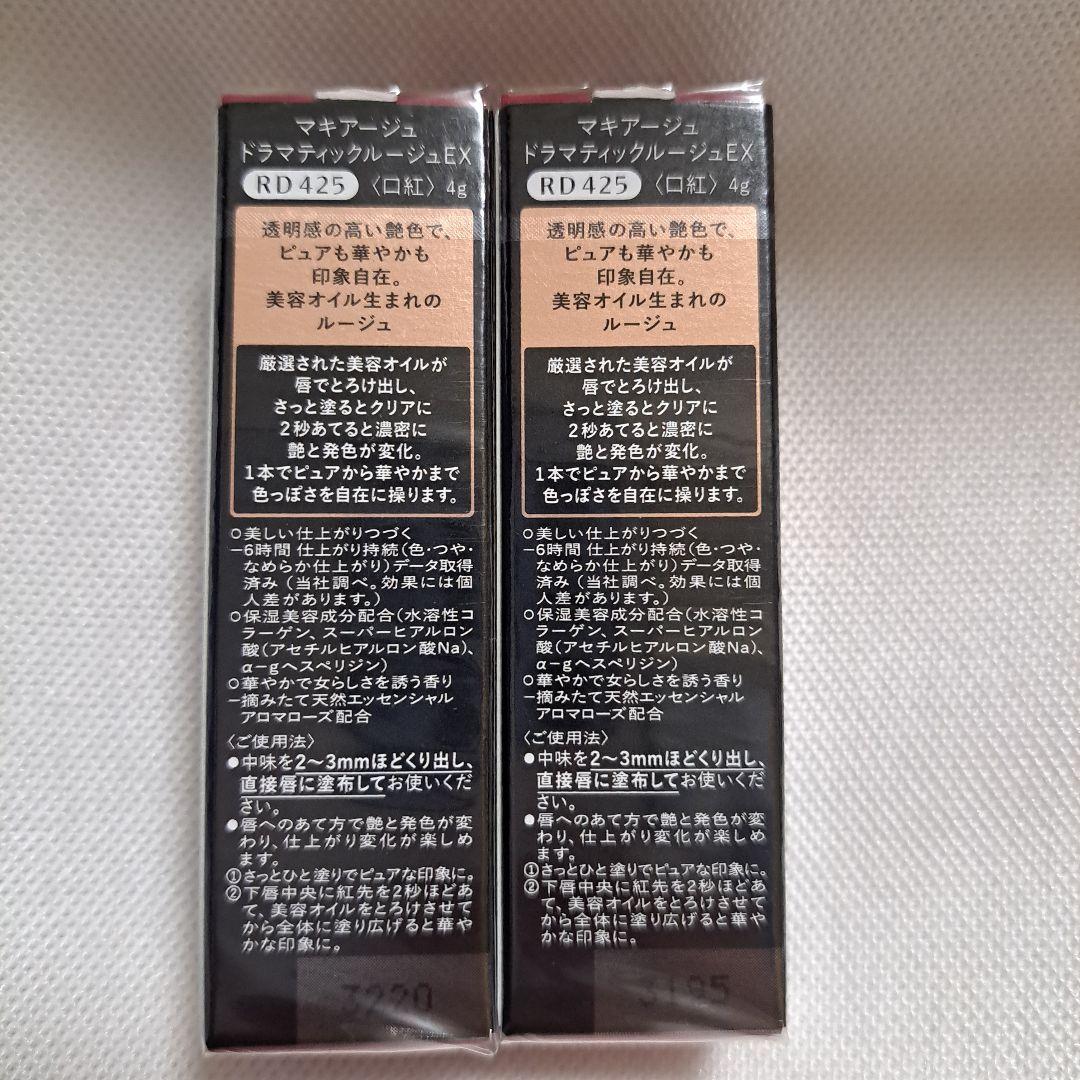 マキアージュ
ドラマティックルージュEX
RD 425 〈口紅〉 4g
透明感の高い艶色で、
ピュアも華やかも
印象自在。
美容オイル生まれの
ルージュ
厳選された美容オイルが
唇でとろけ出し、
さっと塗るとクリアに
2秒あてると濃密に
艶と発色が変化。
1本でピュアから華やかまで
色っぽさを自在に操ります。
○美しい仕上がりつづく
−6時間 仕上がり持続(色・つや・
なめらか仕上がり)データ取得
済み(当社調べ。効果には個
人差があります。)
○保湿美容成分配合(水溶性コ
ラーゲン、スーパーヒアルロン
酸(アセチルヒアルロン酸Na)、
α−gヘスペリジン)
○華やかで女らしさを誘う香り
−摘みたて天然エッセンシャル
アロマローズ配合
〈ご使用法〉
●中味を2〜3mmほどくり出し、
直接唇に塗布してお使いくだ
さい。
●唇へのあて方で艶と発色が変
わり、仕上がり変化が楽しめ
ます。
①さっとひと塗りでピュアな印象に。
②下唇中央に紅先を2秒ほどあ
て、美容オイルをとろけさせて
から全体に塗り広げると華や
かな印象に。
3220
マキアージュ
ドラマティックルージュEX
RD 425 〈口紅〉 4g
透明感の高い艶色で、
ピュアも華やかも
印象自在。
美容オイル生まれの
ルージュ
厳選された美容オイルが
唇でとろけ出し、
さっと塗るとクリアに
2秒あてると濃密に
艶と発色が変化。
1本でピュアから華やかまで
色っぽさを自在に操ります。
○美しい仕上がりつづく
−6時間 仕上がり持続(色・つや・
なめらか仕上がり)データ取得
済み(当社調べ。効果には個
人差があります。)
○保湿美容成分配合(水溶性コ
ラーゲン、スーパーヒアルロン
酸(アセチルヒアルロン酸Na)、
α−gヘスペリジン)
○華やかで女らしさを誘う香り
−摘みたて天然エッセンシャル
アロマローズ配合
〈ご使用法〉
●中味を2〜3mmほどくり出し、
直接唇に塗布してお使いくだ
さい。
●唇へのあて方で艶と発色が変
わり、仕上がり変化が楽しめ
ます。
①さっとひと塗りでピュアな印象に。
②下唇中央に紅先を2秒ほどあ
て、美容オイルをとろけさせて
から全体に塗り広げると華や
かな印象に。
3195